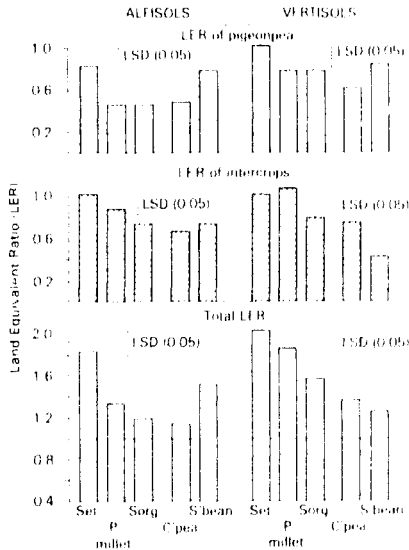 ALFISOLS VERTISOLS
LER of pigeonpea
1.0 LSD (0.05) LSD (0.05)
0.6
0.2
LER of intercrops
1.0 LSD (0.05) LSD (0.05)
0.6
0.2
Land Equivalent Ratio (LER)
Total LER
2.0 LSD (0.05) LSD (0.05)
1.6
1.2
0.8
0.4
Set Sorg S'bean Set Sorg S'bean
P C'pea P C'pea
millet millet